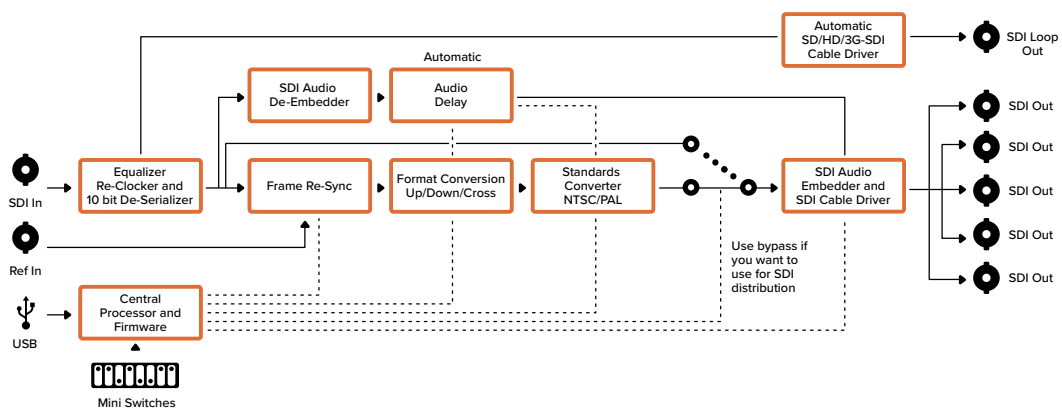 Automatic
SD/HD/3G-SDI
Cable Driver
SDI Loop
Out
Automatic
SDI Audio
De-Embedder
Audio
Delay
SDI Out
SDI Out
SDI In
Equalizer
Re-Clocker and
10 bit De-Serializer
Frame Re-Sync
Format Conversion
Up/Down/Cross
Standards
Converter
NTSC/PAL
SDI Audio
Embedder and
SDI Cable Driver
SDI Out
SDI Out
Ref In
Use bypass if
you want to
use for SDI
distribution
SDI Out
USB
Central
Processor and
Firmware
Mini Switches